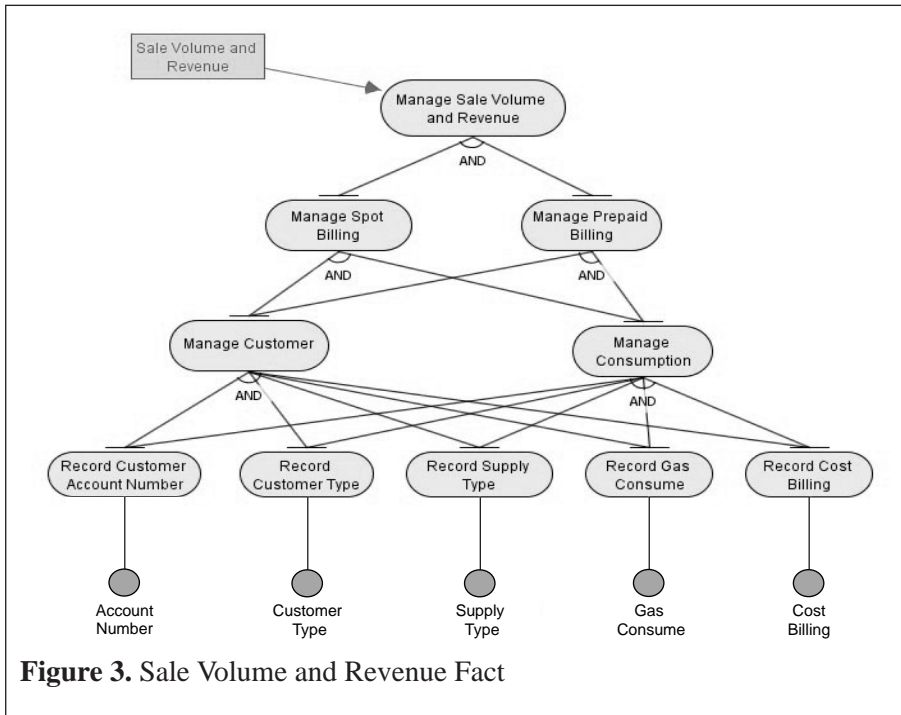 Sale Volume and
Revenue
Manage Sale Volume
and Revenue
AND
Manage Spot
Billing
Manage Prepaid
Billing
AND
AND
Manage Customer
Manage
Consumption
AND
AND
Record Customer
Account Number
Record
Customer Type
Record Supply
Type
Record Gas
Consume
Record Cost
Billing
Account
Number
Customer
Type
Supply
Type
Gas
Consume
Cost
Billing
Figure 3. Sale Volume and Revenue Fact